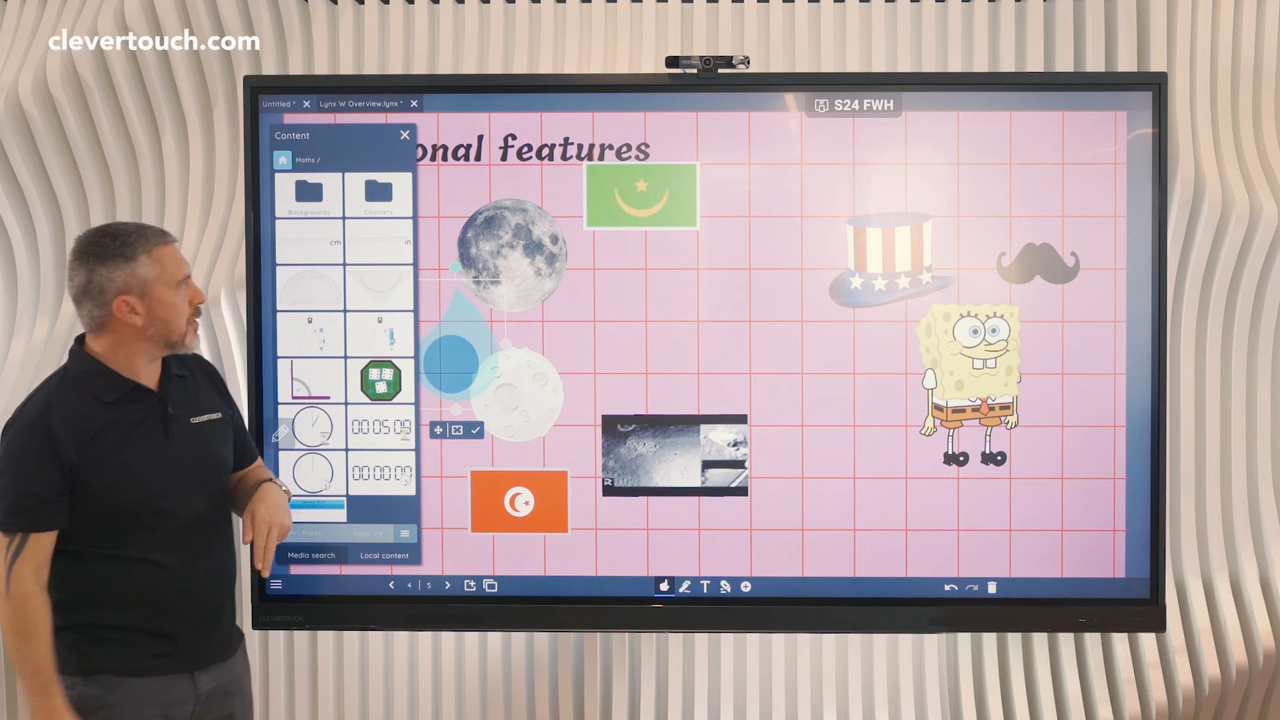 clevertouch.com
Untitled *
Lynx W Overview.lynx *
S24 FWH
Content
onal features
Maths /
Backgrounds
Counters
cm
in
00:05:00
00:00:00
Media search
Local content
4 | 5
T
CLEVERTOUCH